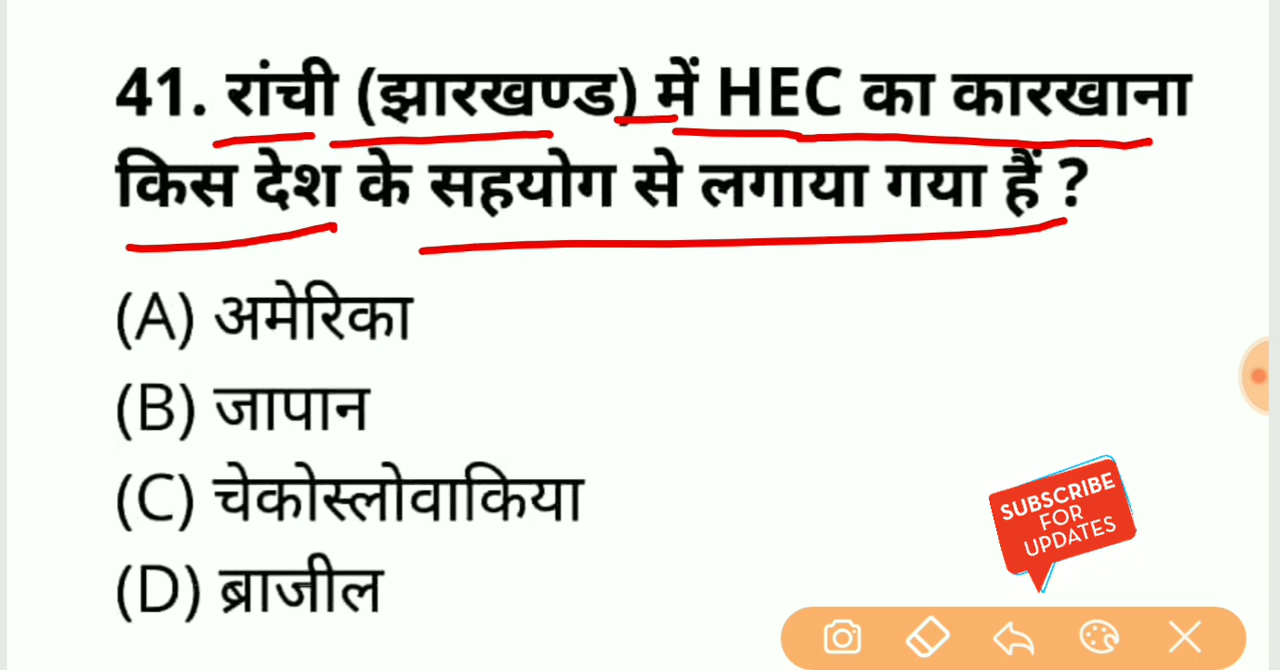 41. रांची (झारखण्ड) में HEC का कारखाना
किस देश के सहयोग से लगाया गया हैं ?
(A) अमेरिका
(B) जापान
(C) चेकोस्लोवाकिया
(D) ब्राजील
SUBSCRIBE
FOR
UPDATES